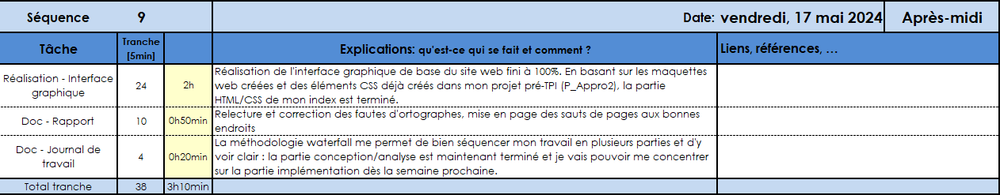 Séquence 9 Date: vendredi, 17 mai 2024 Après-midi
Tâche Tranche [5min] Explications: qu'est-ce qui se fait et comment ? Liens, références, …
Réalisation - Interface graphique 24 2h
Réalisation de l'interface graphique de base du site web fini à 100%. En basant sur les maquettes
web créées et des éléments CSS déjà créés dans mon projet pré-TPI (P_Appro2), la partie
HTML/CSS de mon index est terminé.
Doc - Rapport 10 0h50min
Relecture et correction des fautes d'ortographes, mise en page des sauts de pages aux bonnes
endroits
Doc - Journal de travail 4 0h20min
La méthodologie waterfall me permet de bien séquencer mon travail en plusieurs parties et d'y
voir clair : la partie conception/analyse est maintenant terminé et je vais pouvoir me concentrer
sur la partie implémentation dès la semaine prochaine.
Total tranche 38 3h10min